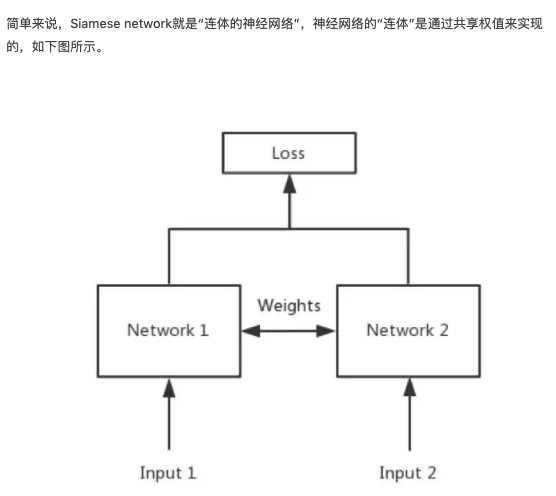 简单来说，Siamese network就是“连体的神经网络”，神经网络的“连体”是通过共享权值来实现
的，如下图所示。
Loss
Weights
Network 1
Network 2
Input 1
Input 2